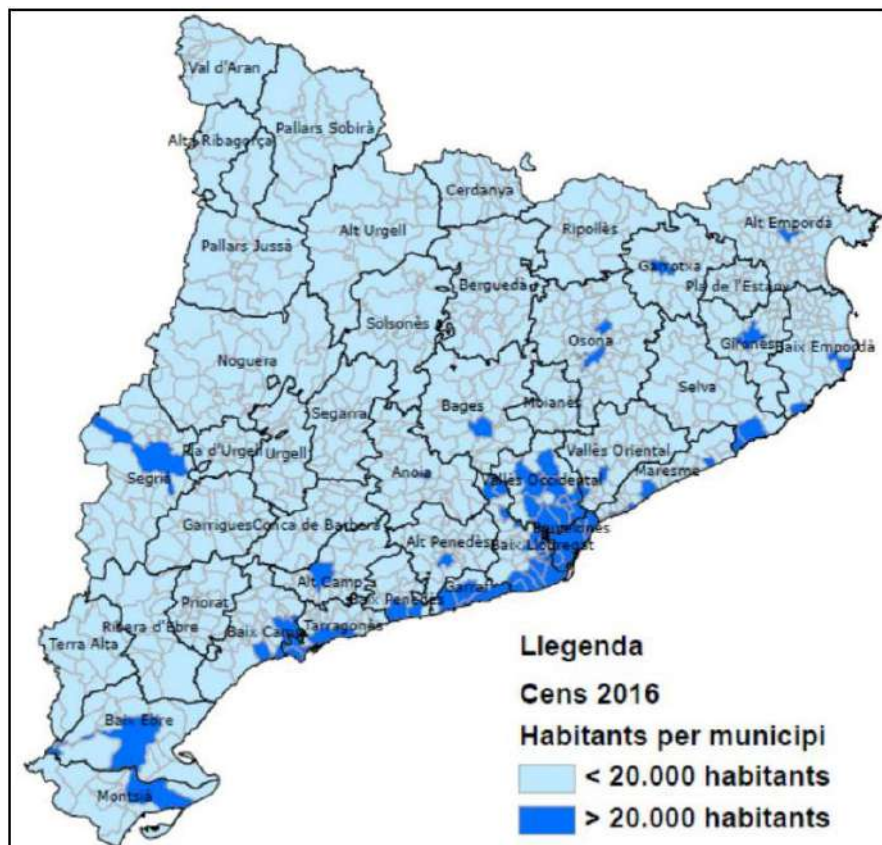 Val d'Aran
Pallars Sobirà
Alta Ribagorça
Cerdanya
Alt Urgell
Ripollès
Alt Empordà
Pallars Jussà
Garrotxa
Berguedà
Pla de l'Estany
Solsonès
Osona
Gironès
Baix Empordà
Noguera
Selva
Segarra
Bages
Moianès
Pla d'Urgell
Urgell
Vallès Oriental
Anoia
Maresme
Segrià
Vallès Occidental
Garrigues
Conca de Barberà
Barcelonès
Alt Penedès
Baix Llobregat
Alt Camp
Garraf
Baix Penedès
Priorat
Ribera d'Ebre
Baix Camp
Tarragonès
Terra Alta
Baix Ebre
Montsià
Llegenda
Cens 2016
Habitants per municipi
< 20.000 habitants
> 20.000 habitants